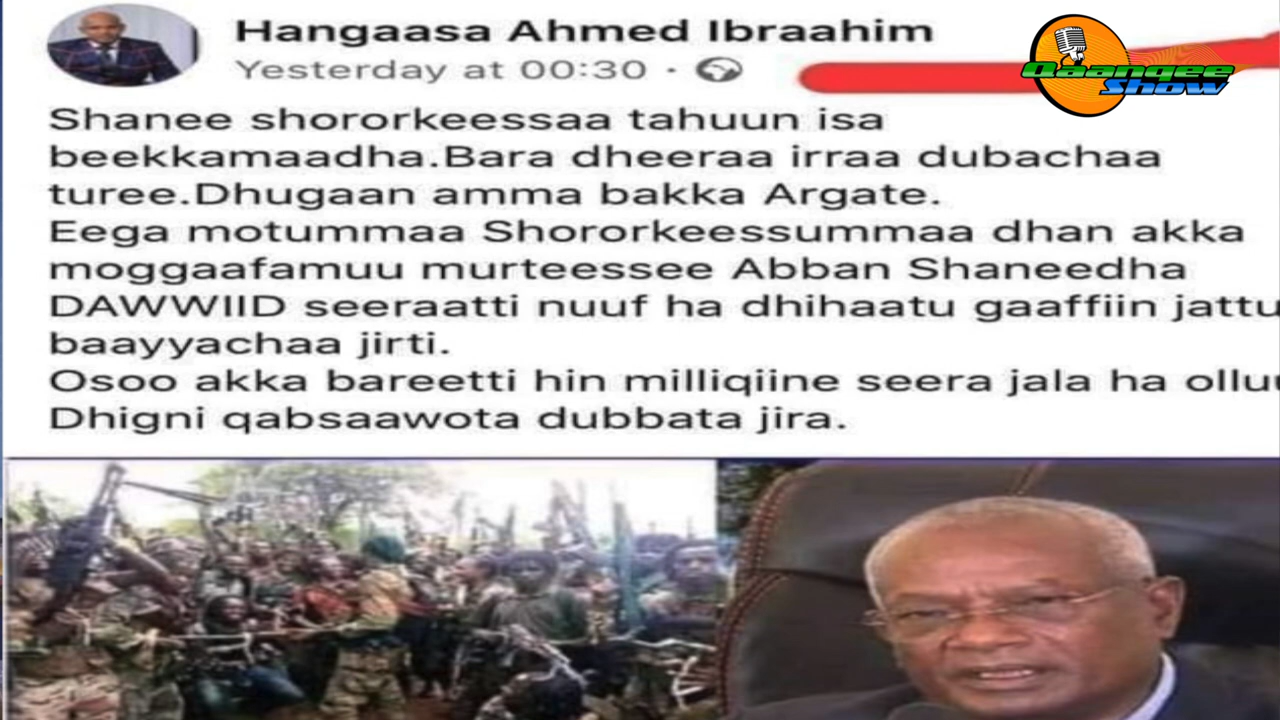 Hangaasa Ahmed Ibraahim
Yesterday at 00:30 ·
Qaanqee
Show
Shanee shororkeessaa tahuun isa
beekkamaadha.Bara dheeraa irraa dubachaa
turee.Dhugaan amma bakka Argate.
Eega motummaa Shororkeessummaa dhan akka
moggaafamuu murteessee Abban Shaneedha
DAWWIID seeraatti nuuf ha dhihaatu gaaffiin jattu
baayyachaa jirti.
Osoo akka bareetti hin milliqiine seera jala ha
Dhigni qabsaawota dubbata jira.